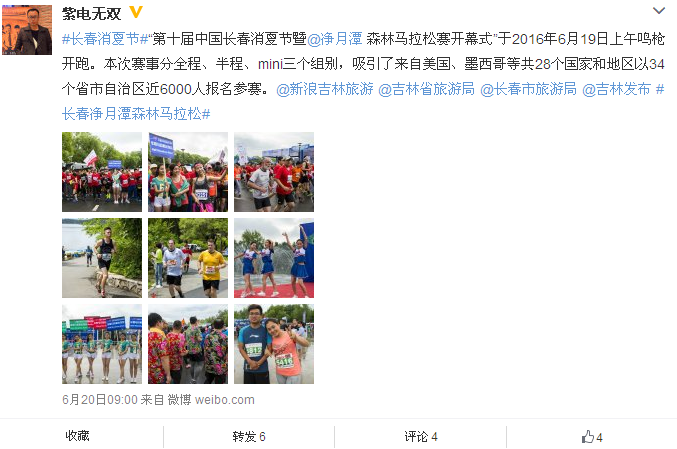 紫电无双
#长春消夏节#“第十届中国长春消夏节暨@净月潭 森林马拉松赛开幕式”于2016年6月19日上午鸣枪
开跑。本次赛事分全程、半程、mini三个组别，吸引了来自美国、墨西哥等共28个国家和地区以34
个省市自治区近6000人报名参赛。@新浪吉林旅游 @吉林省旅游局 @长春市旅游局 @吉林发布 #
长春净月潭森林马拉松#
6月20日09:00 来自 微博 weibo.com
收藏
转发 6
评论 4
4